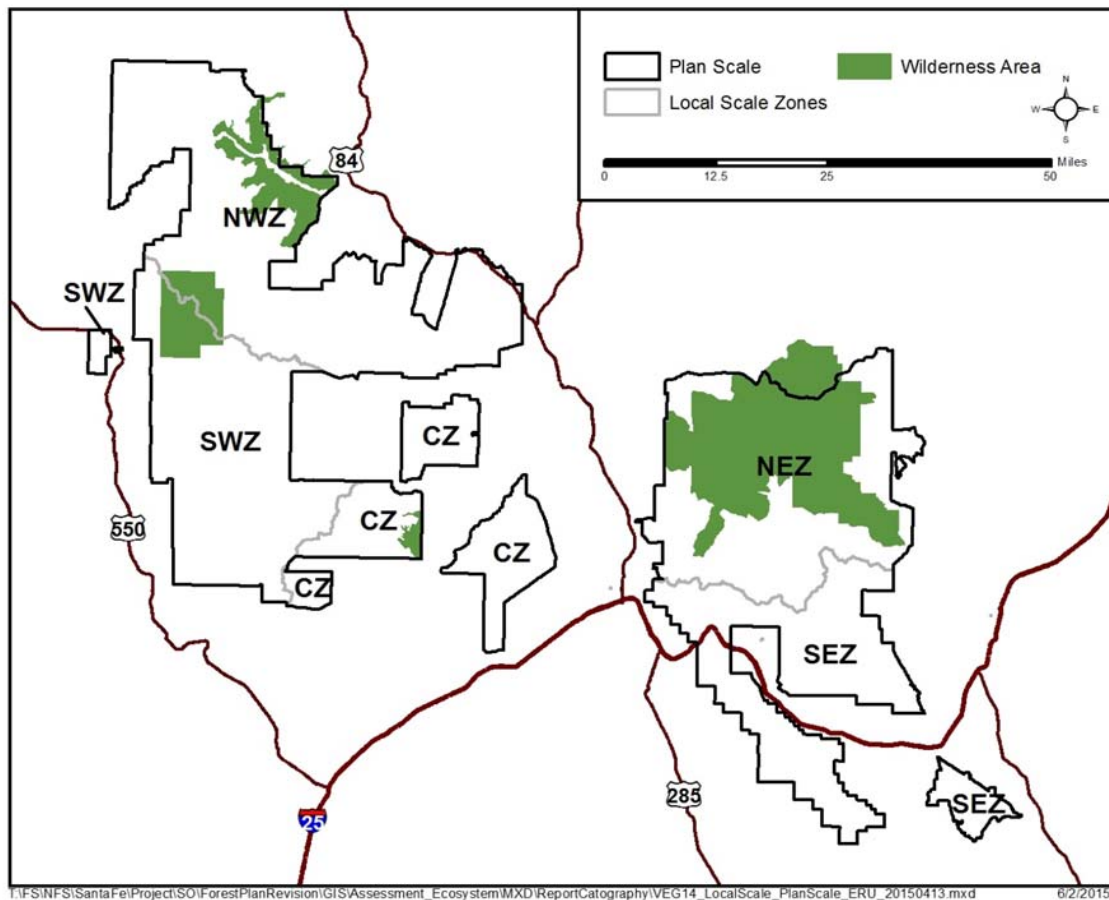 Plan Scale
Wilderness Area
Local Scale Zones
N
W E
S
Miles
0 12.5 25 50
84
NWZ
SWZ
SWZ
CZ
NEZ
CZ
550
CZ
CZ
SEZ
285
SEZ
25
T:\FS\NFS\SantaFe\Project\SO\ForestPlanRevision\GIS\Assessment_Ecosystem\MXD\ReportCatography\VEG14_LocalScale_PlanScale_ERU_20150413.mxd 6/2/2015